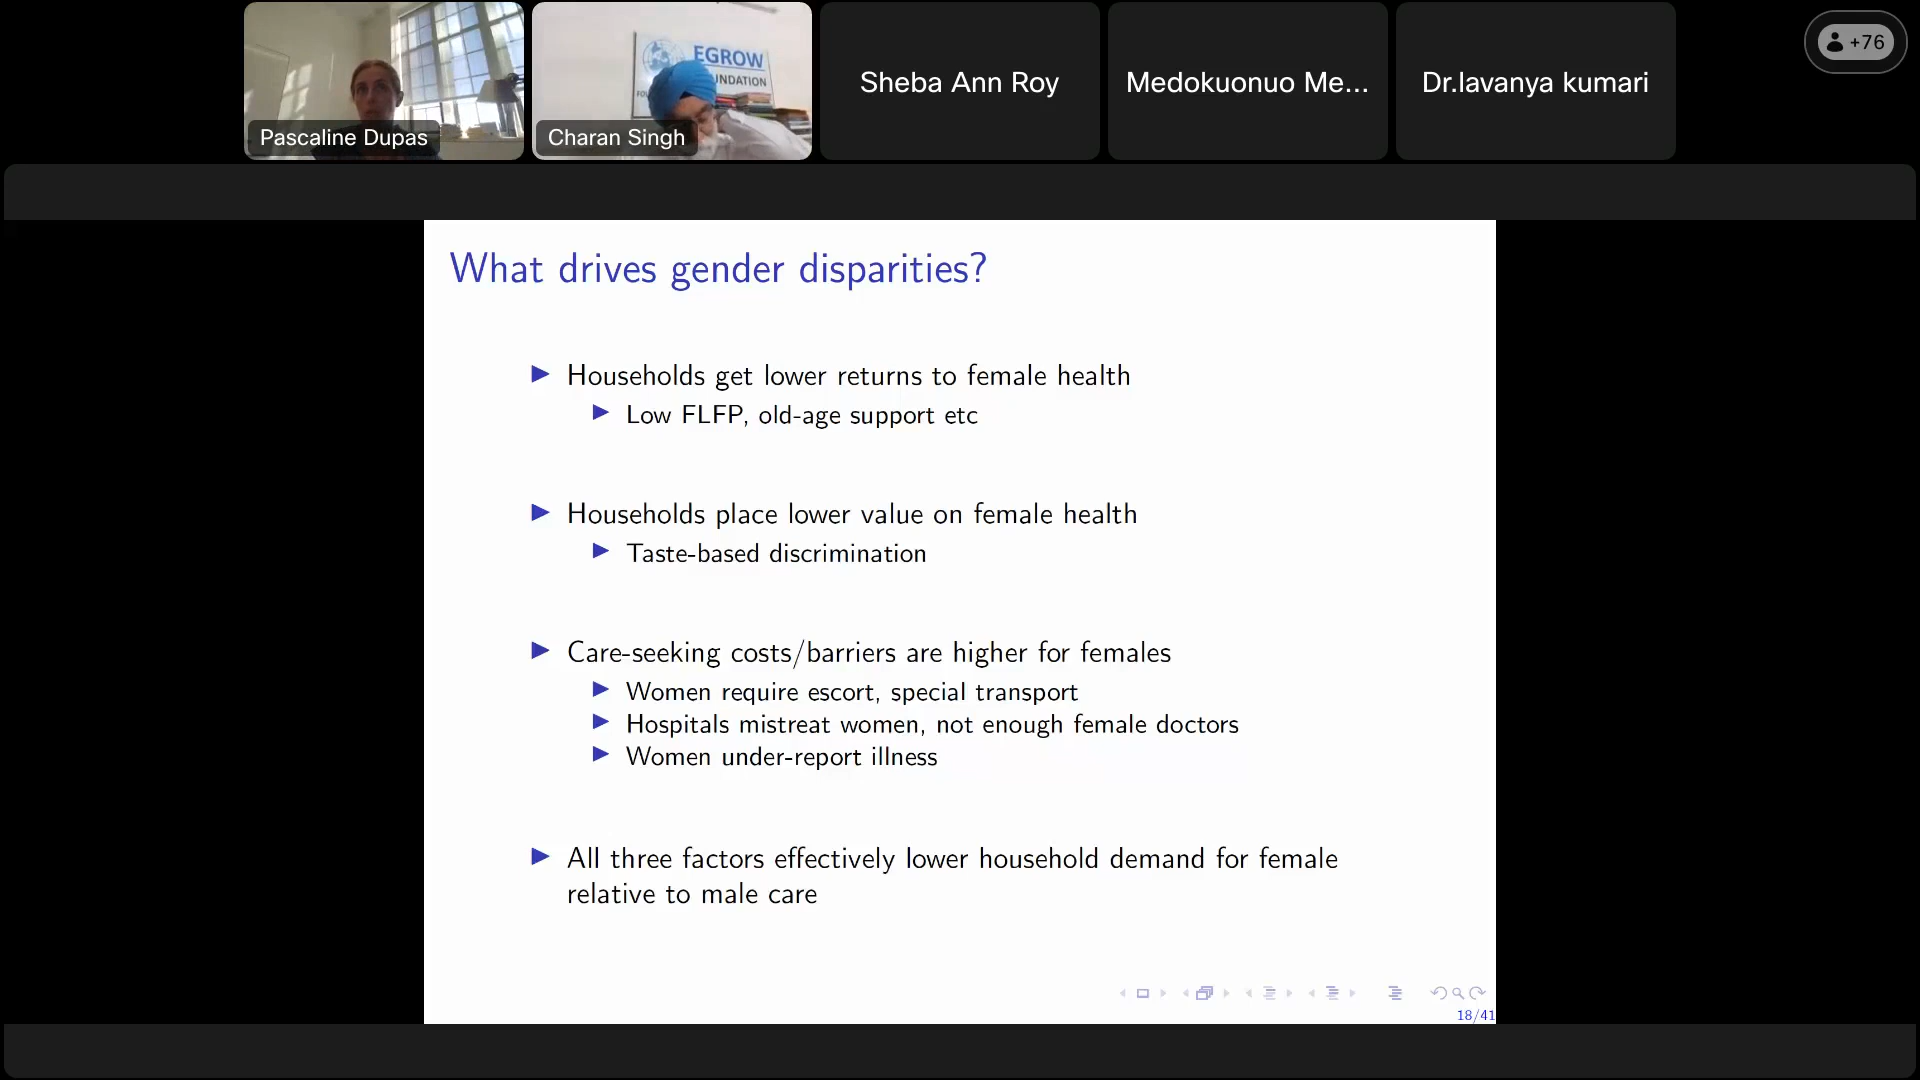 EGROW
Pascaline Dupas
Charan Singh
Sheba Ann Roy
Medokuonuo Me...
Dr.lavanya kumari
+76
What drives gender disparities?
▶ Households get lower returns to female health
▶ Low FLFP, old-age support etc
▶ Households place lower value on female health
▶ Taste-based discrimination
▶ Care-seeking costs/barriers are higher for females
▶ Women require escort, special transport
▶ Hospitals mistreat women, not enough female doctors
▶ Women under-report illness
▶ All three factors effectively lower household demand for female
relative to male care
18/41